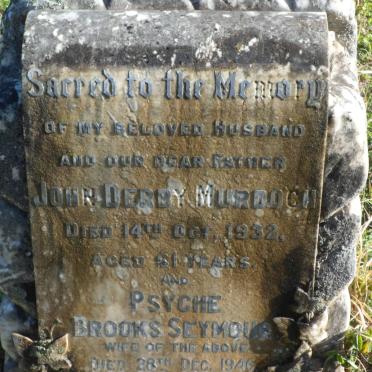 Sacred to the Memory
OF MY BELOVED HUSBAND
AND OUR DEAR FATHER
JOHN DERBY MURDOCH
DIED 14TH OCT. 1932.
AGED 61 YEARS.
AND
PSYCHE
BROOKS SEYMOUR
WIFE OF THE ABOVE
DIED 28TH DEC. 1946